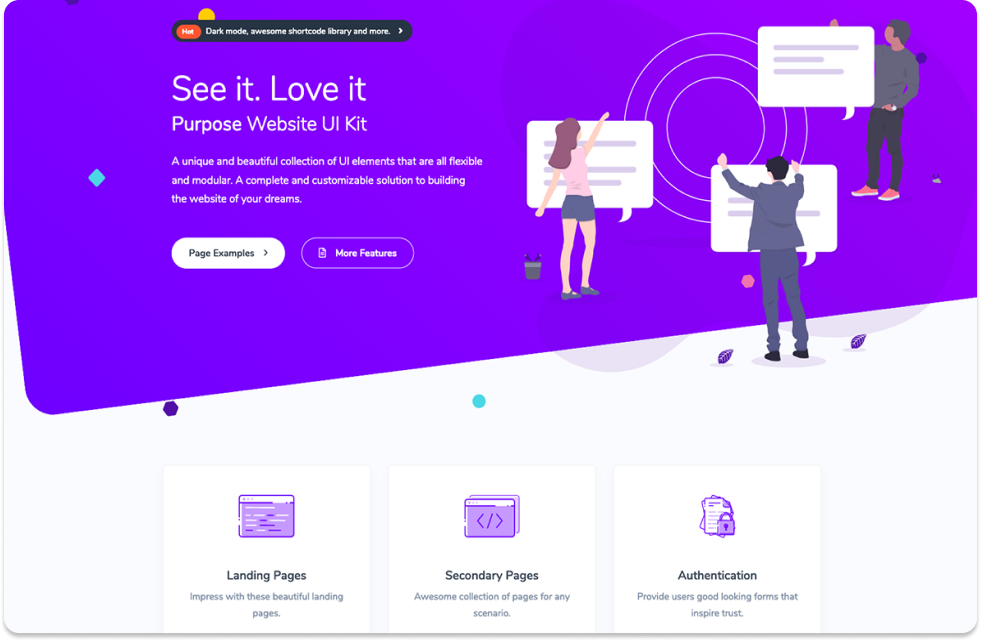 Hot Dark mode, awesome shortcode library and more.
See it. Love it
Purpose Website UI Kit
A unique and beautiful collection of UI elements that are all flexible
and modular. A complete and customizable solution to building
the website of your dreams.
Page Examples
More Features
</>
Landing Pages
Impress with these beautiful landing
pages.
Secondary Pages
Awesome collection of pages for any
scenario.
Authentication
Provide users good looking forms that
inspire trust.